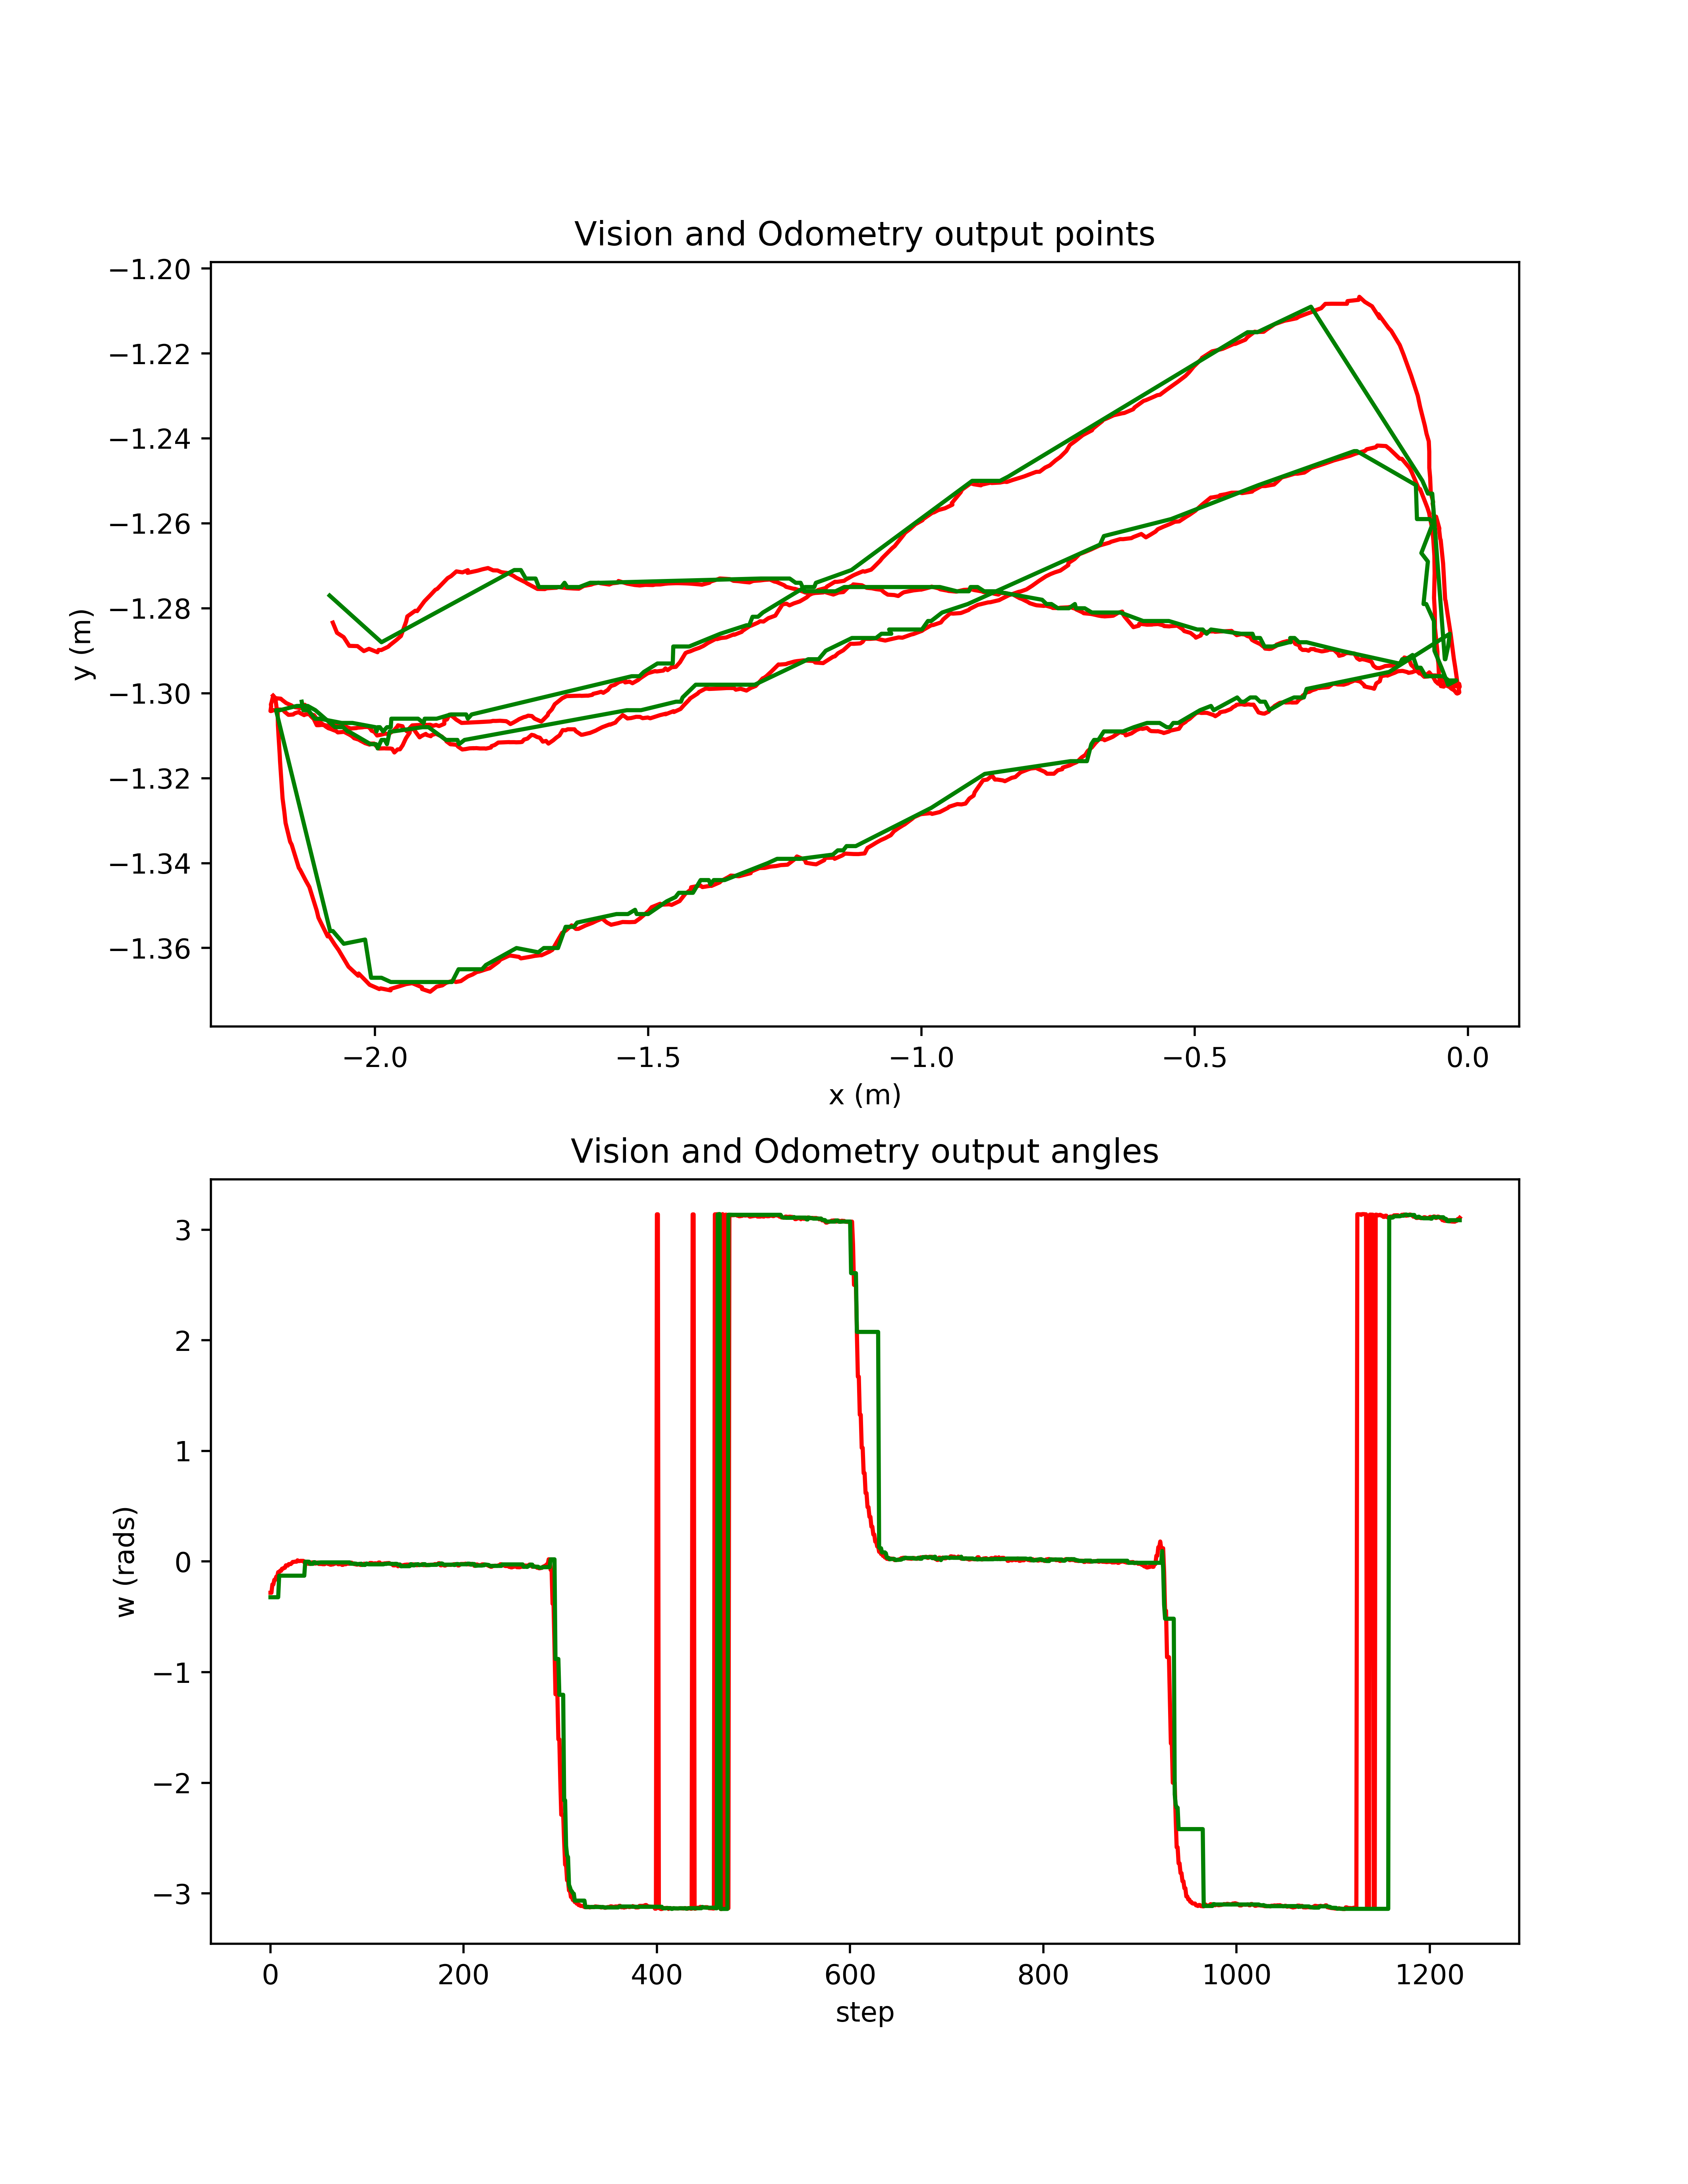 Vision and Odometry output points
−1.20
−1.22
−1.24
−1.26
−1.28
−1.30
−1.32
−1.34
−1.36
y (m)
−2.0 −1.5 −1.0 −0.5 0.0
x (m)
Vision and Odometry output angles
3
2
1
0
−1
−2
−3
w (rads)
0 200 400 600 800 1000 1200
step